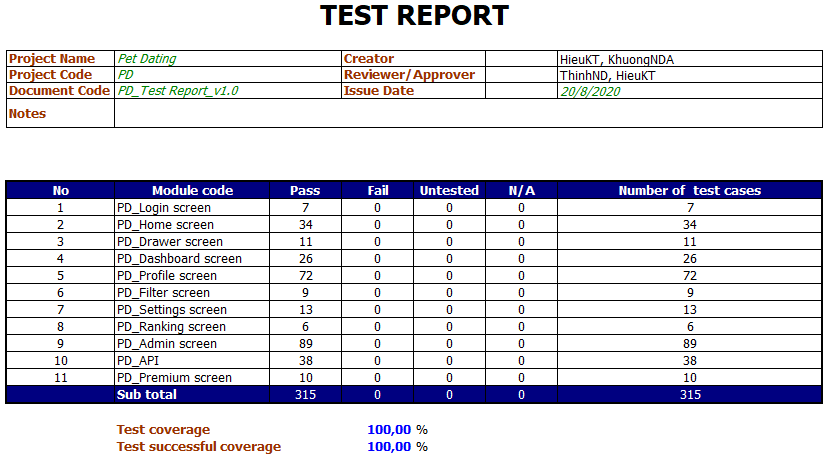 TEST REPORT
Project Name Pet Dating Creator HieuKT, KhuongNDA
Project Code PD Reviewer/Approver ThinhND, HieuKT
Document Code PD_Test Report_v1.0 Issue Date 20/8/2020
Notes
No Module code Pass Fail Untested N/A Number of test cases
1 PD_Login screen 7 0 0 0 7
2 PD_Home screen 34 0 0 0 34
3 PD_Drawer screen 11 0 0 0 11
4 PD_Dashboard screen 26 0 0 0 26
5 PD_Profile screen 72 0 0 0 72
6 PD_Filter screen 9 0 0 0 9
7 PD_Settings screen 13 0 0 0 13
8 PD_Ranking screen 6 0 0 0 6
9 PD_Admin screen 89 0 0 0 89
10 PD_API 38 0 0 0 38
11 PD_Premium screen 10 0 0 0 10
Sub total 315 0 0 0 315
Test coverage 100,00 %
Test successful coverage 100,00 %